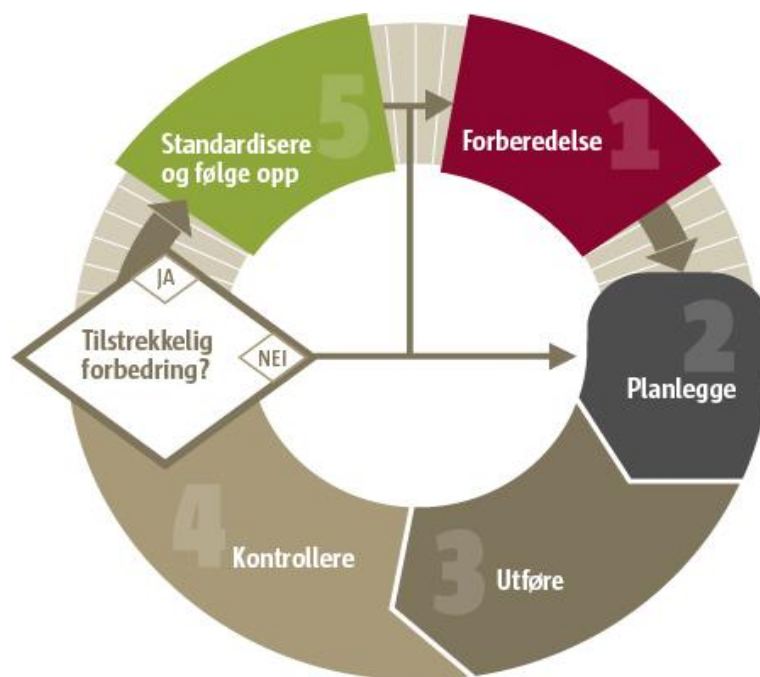 5
Standardisere
og følge opp
1
Forberedelse
JA
Tilstrekkelig
forbedring?
NEI
2
Planlegge
4
Kontrollere
3
Utføre